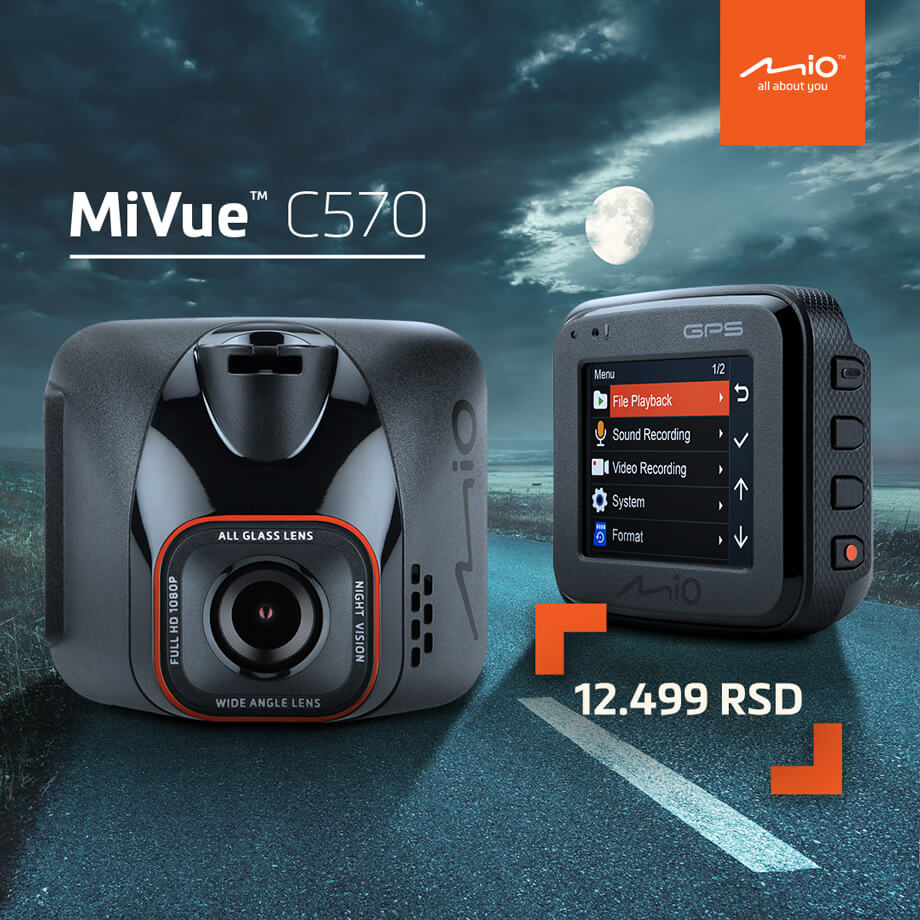 Mio™
all about you
MiVue™ C570
GPS
Menu 1/2
File Playback
Sound Recording
Video Recording
System
Format
Mio
Mio
ALL GLASS LENS
FULL HD 1080P
NIGHT VISION
WIDE ANGLE LENS
12.499 RSD